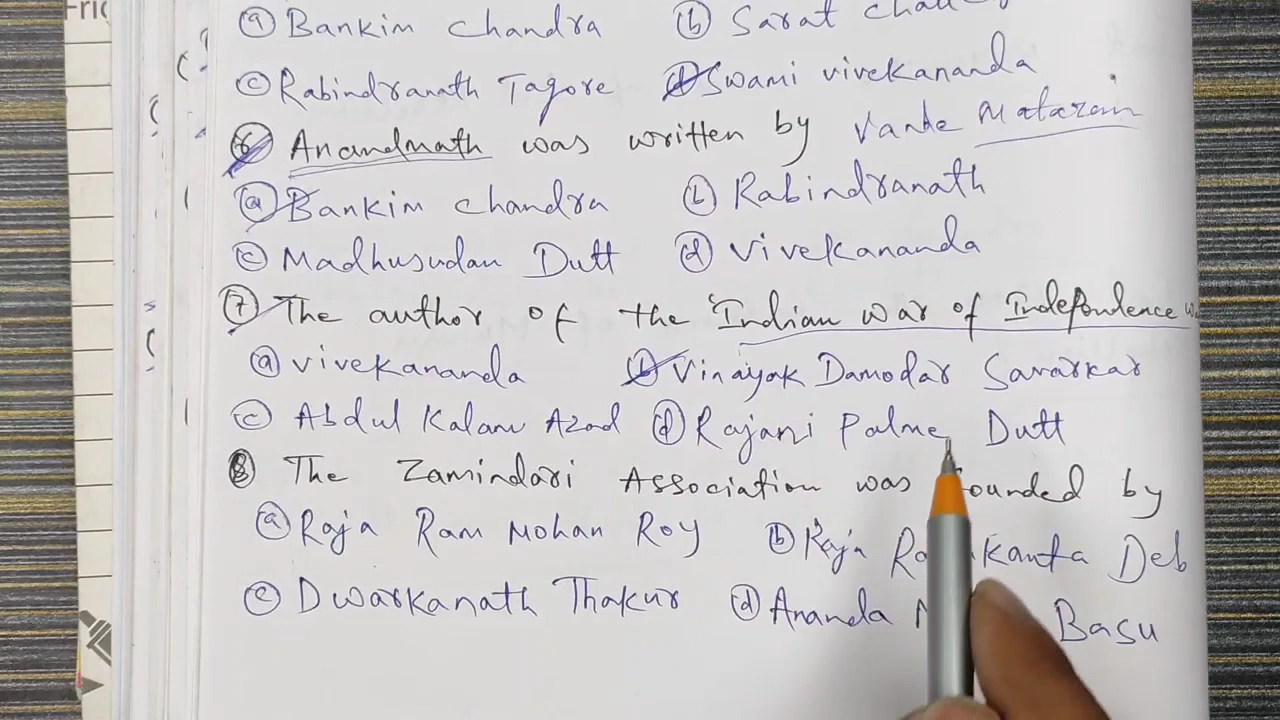 Fric
(a) Bankim Chandra (b) Sarat
(c) Rabindranath Tagore (d) Swami Vivekananda
(6) Anandmath was written by Vande Mataram
(a) Bankim Chandra (b) Rabindranath
(c) Madhusudan Dutt (d) Vivekananda
(7) The author of the 'Indian War of Independence
(a) Vivekananda (b) Vinayak Damodar Savarkar
(c) Abdul Kalam Azad (d) Rajani Palme Dutt
8 The Zamindari Association was founded by
(a) Raja Ram Mohan Roy (b) Raja Deb
(c) Dwarkanath Thakur (d) Ananda Basu